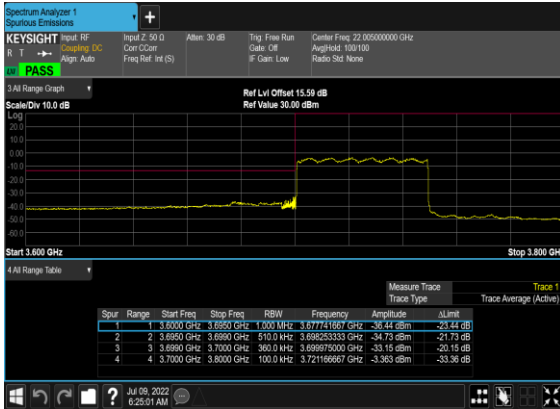 Spectrum Analyzer 1
Spurious Emissions
+
KEYSIGHT Input: RF Input Z: 50 Ω Atten: 30 dB Trig: Free Run Center Freq: 22.005000000 GHz
R T Coupling: DC Corr CCorr Gate: Off Avg|Hold: 100/100
Align: Auto Freq Ref: Int (S) IF Gain: Low Radio Std: None
PASS
3 All Range Graph Ref Lvl Offset 15.59 dB
Scale/Div 10.0 dB Ref Value 30.00 dBm
Log
20.0
10.0
0.00
-10.0
-20.0
-30.0
-40.0
-50.0
-60.0
Start 3.600 GHz Stop 3.800 GH
4 All Range Table
Measure Trace Trace 1
Trace Type Trace Average (Active)
Spur Range Start Freq Stop Freq RBW Frequency Amplitude ΔLimit
1 1 3.6000 GHz 3.6950 GHz 1.000 MHz 3.677741667 GHz -36.44 dBm -23.44 dB
2 2 3.6950 GHz 3.6990 GHz 510.0 kHz 3.698253333 GHz -34.73 dBm -21.73 dB
3 3 3.6990 GHz 3.7000 GHz 360.0 kHz 3.699975000 GHz -33.15 dBm -20.15 dB
4 4 3.7000 GHz 3.8000 GHz 100.0 kHz 3.721166667 GHz -3.363 dBm -33.36 dB
? Jul 09, 2022
6:25:01 AM